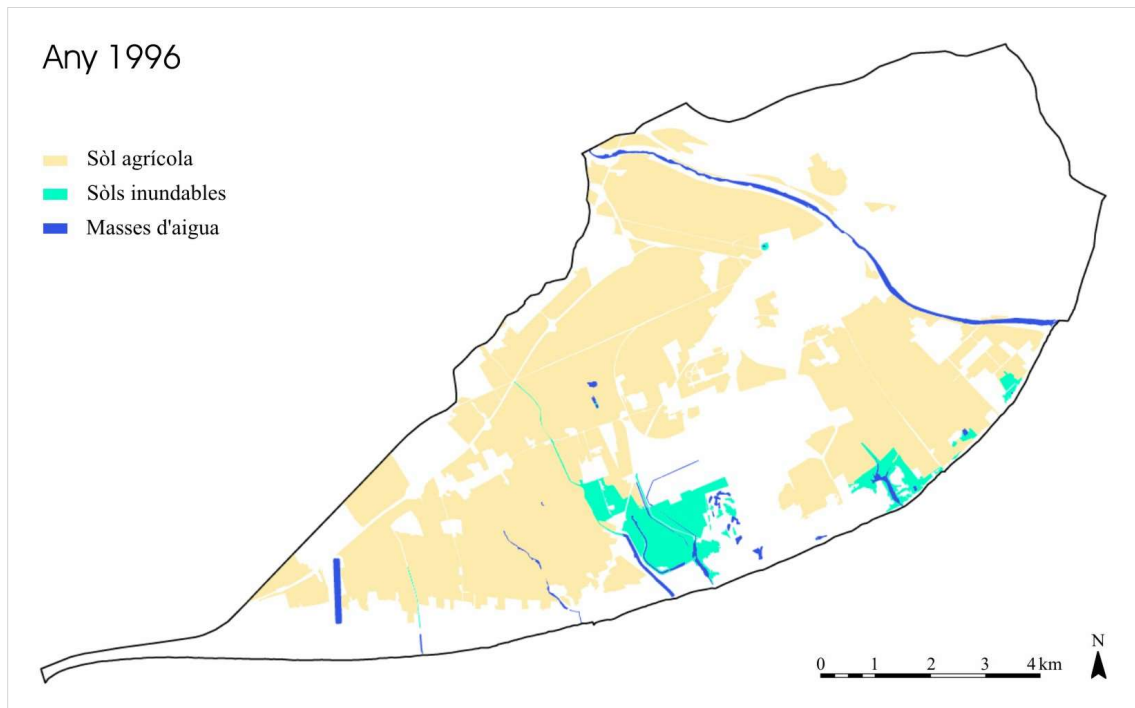 Any 1996
Sòl agrícola
Sòls inundables
Masses d'aigua
N
0 1 2 3 4 km